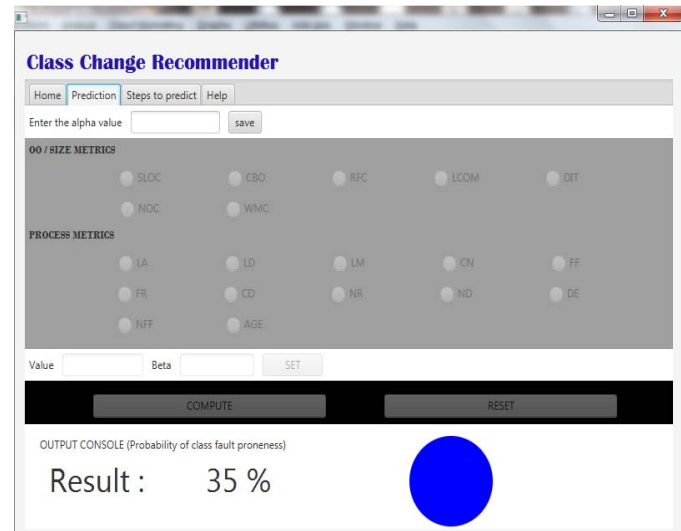 Class Change Recommender
Home Prediction Steps to predict Help
Enter the alpha value save
OO / SIZE METRICS
SLOC CBO RFC LCOM DIT
NOC WMC
PROCESS METRICS
LA LD LM CN FF
FR CD NR ND DE
NFF AGE
Value Beta SET
COMPUTE RESET
OUTPUT CONSOLE (Probability of class fault proneness)
Result : 35 %